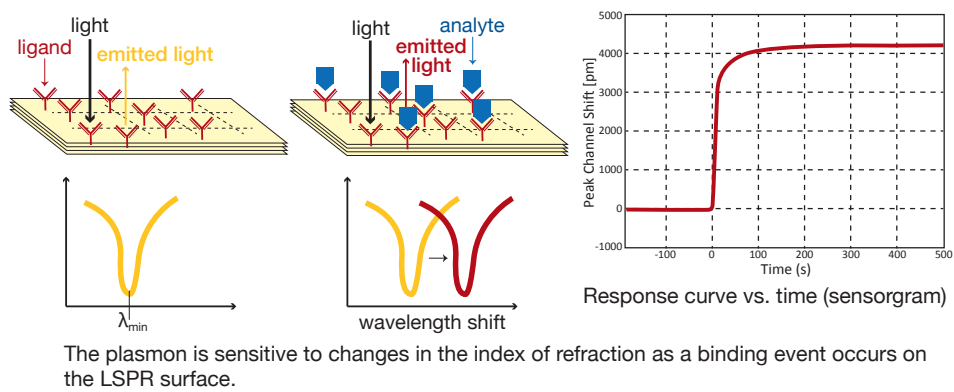 light
ligand
emitted light
light
analyte
emitted
light
λmin
wavelength shift
Peak Channel Shift [pm]
5000
4000
3000
2000
1000
0
-1000
-100
0
100
200
300
400
500
Time (s)
Response curve vs. time (sensorgram)
The plasmon is sensitive to changes in the index of refraction as a binding event occurs on
the LSPR surface.